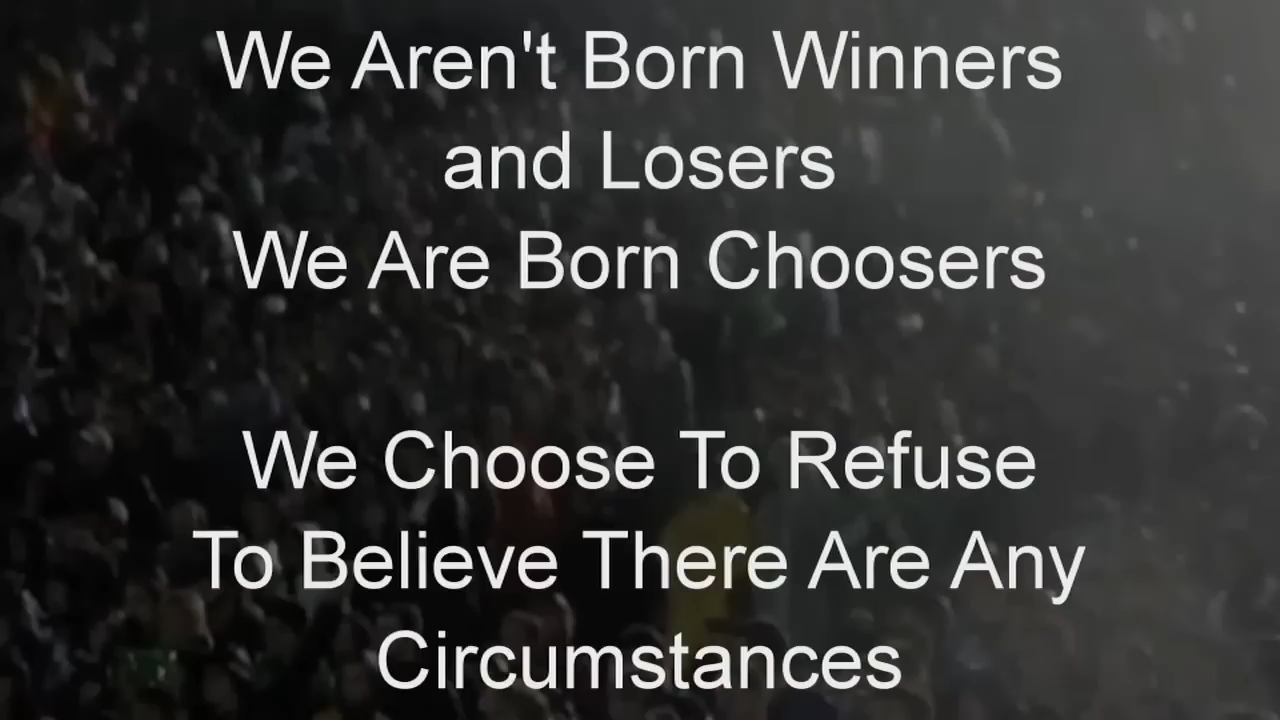 We Aren't Born Winners
and Losers
We Are Born Choosers
We Choose To Refuse
To Believe There Are Any
Circumstances